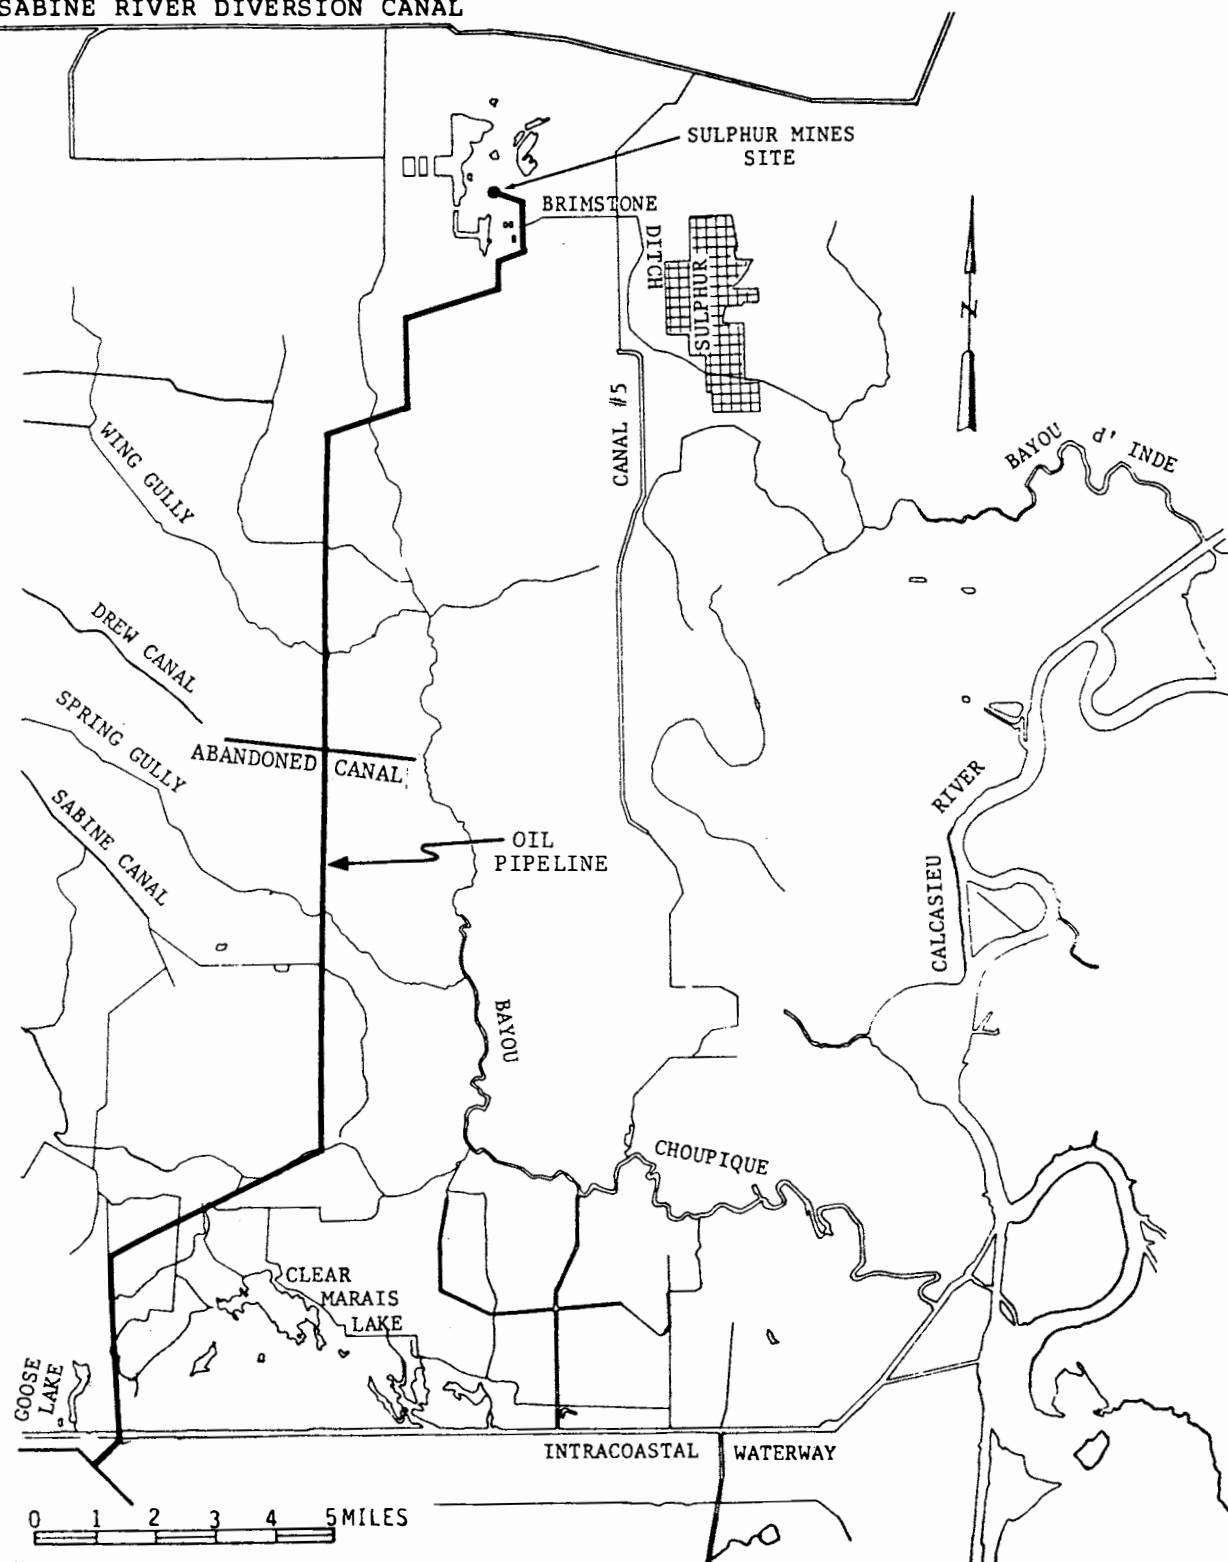 SABINE RIVER DIVERSION CANAL
SULPHUR MINES
SITE
BRIMSTONE
DITCH
SULPHUR
N
CANAL #5
WING GULLY
BAYOU d' INDE
DREW CANAL
SPRING GULLY
ABANDONED CANAL
SABINE CANAL
OIL
PIPELINE
RIVER
CALCASIEU
BAYOU
CHOUPIQUE
CLEAR
MARAIS
LAKE
GOOSE
LAKE
INTRACOASTAL WATERWAY
0 1 2 3 4 5 MILES